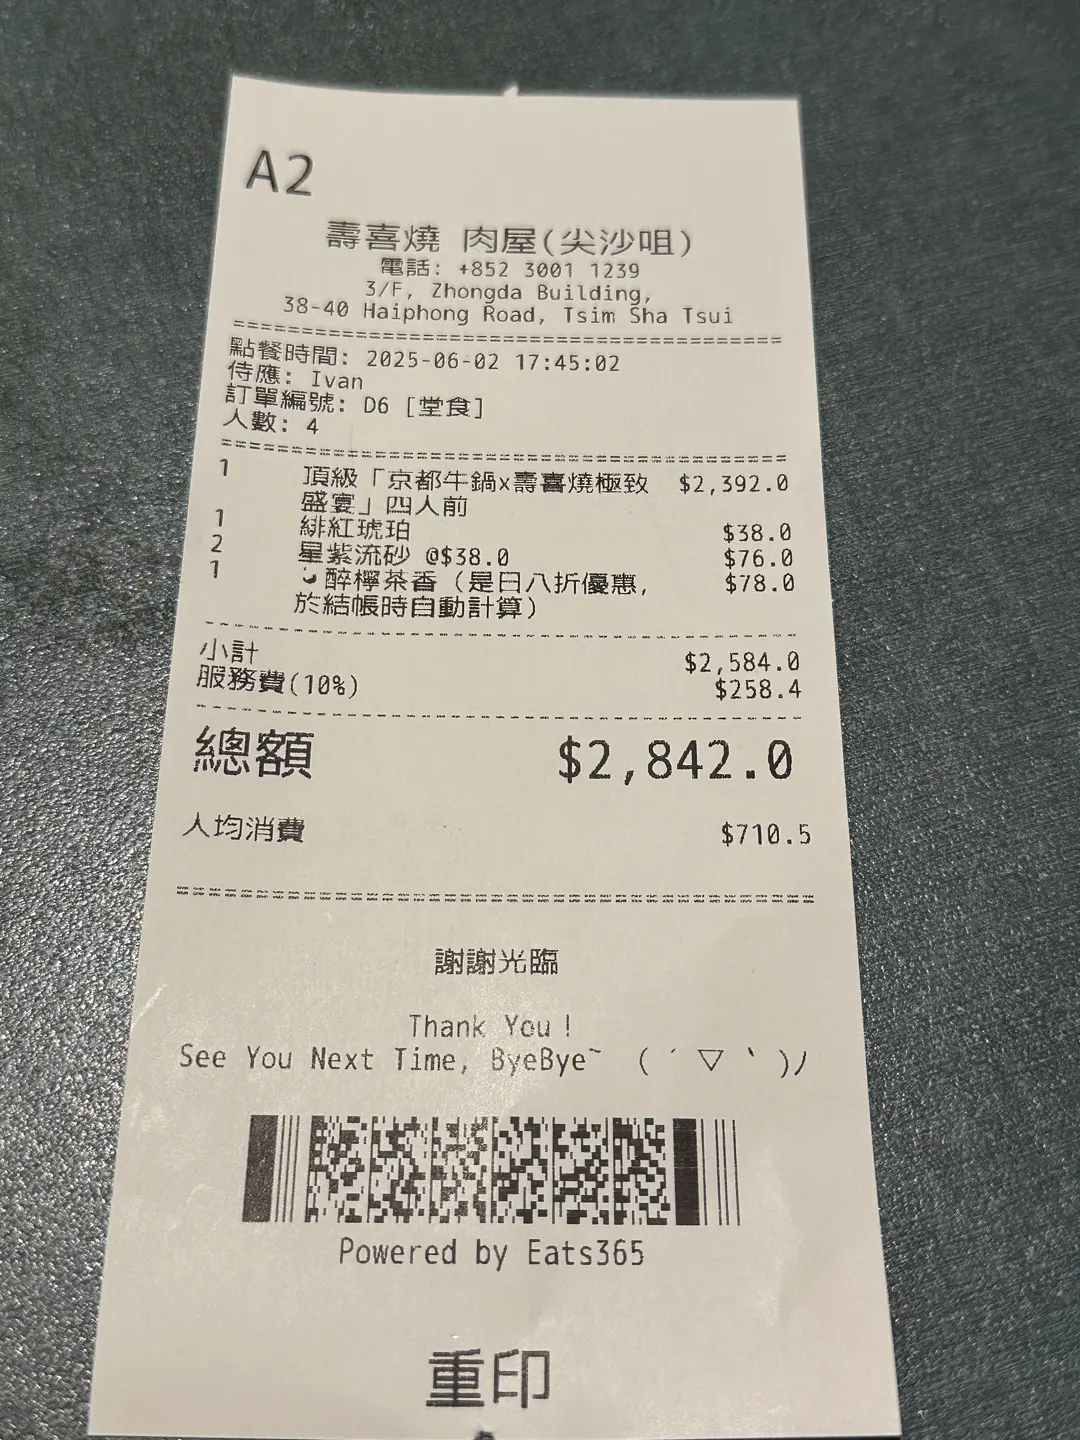 A2
壽喜燒 肉屋(尖沙咀)
電話: +852 3001 1239
3/F, Zhongda Building,
38-40 Haiphong Road, Tsim Sha Tsui
點餐時間: 2025-06-02 17:45:02
侍應: Ivan
訂單編號: D6 [堂食]
人數: 4
1 頂級「京都牛鍋x壽喜燒極致 $2,392.0
盛宴」四人前
1 緋紅琥珀 $38.0
2 星紫流砂 @$38.0 $76.0
1 醉檸茶香 (是日八折優惠, $78.0
於結帳時自動計算)
小計 $2,584.0
服務費(10%) $258.4
總額 $2,842.0
人均消費 $710.5
謝謝光臨
Thank You !
See You Next Time, ByeBye~ ( ´ ▽ ` )ﾉ
Powered by Eats365
重印